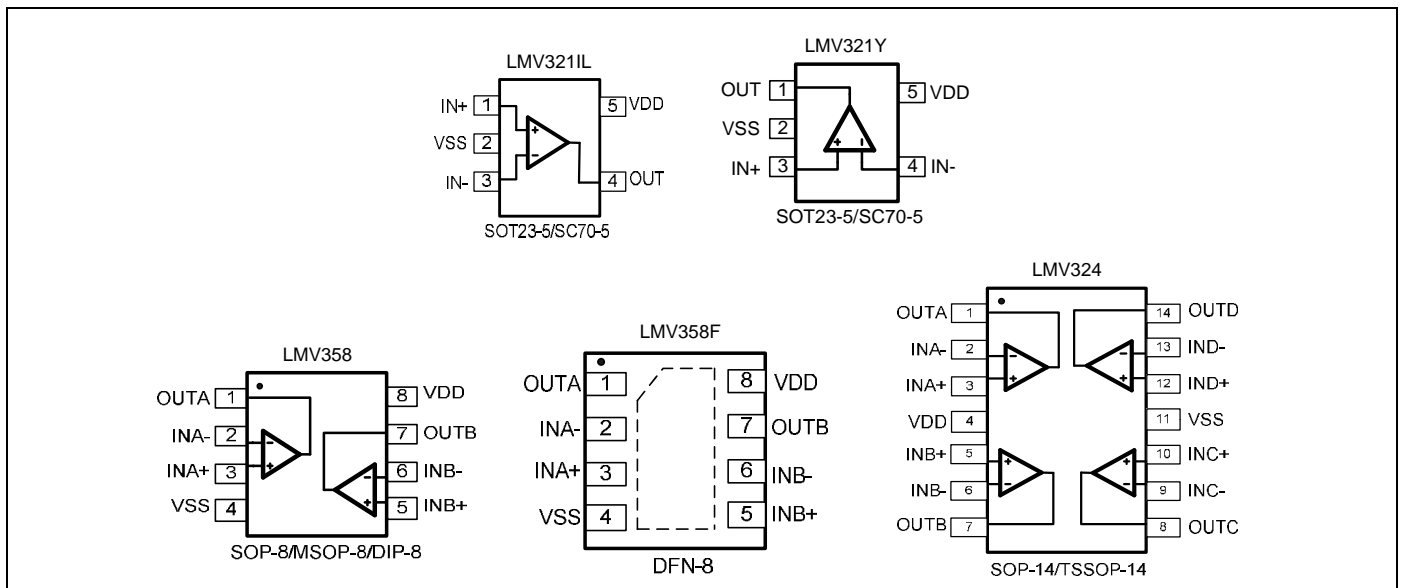 LMV321IL
IN+ 1
5 VDD
VSS 2
IN- 3
4 OUT
+
-
SOT23-5/SC70-5
LMV321Y
OUT 1
5 VDD
VSS 2
IN+ 3
4 IN-
+
-
SOT23-5/SC70-5
LMV358
OUTA 1
8 VDD
INA- 2
7 OUTB
INA+ 3
6 INB-
VSS 4
5 INB+
-
+
-
+
SOP-8/MSOP-8/DIP-8
LMV358F
OUTA 1
8 VDD
INA- 2
7 OUTB
INA+ 3
6 INB-
VSS 4
5 INB+
DFN-8
LMV324
OUTA 1
14 OUTD
INA- 2
13 IND-
INA+ 3
12 IND+
VDD 4
11 VSS
INB+ 5
10 INC+
INB- 6
9 INC-
OUTB 7
8 OUTC
-
+
-
+
+
-
+
-
SOP-14/TSSOP-14